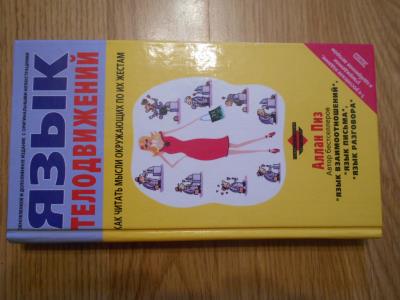 ЯЗЫК
ТЕЛОДВИЖЕНИЙ
КАК ЧИТАТЬ МЫСЛИ ОКРУЖАЮЩИХ ПО ИХ ЖЕСТАМ
Аллан Пиз
Автор бестселлеров
"ЯЗЫК ВЗАИМООТНОШЕНИЙ",
"ЯЗЫК ПИСЬМА",
"ЯЗЫК РАЗГОВОРА"